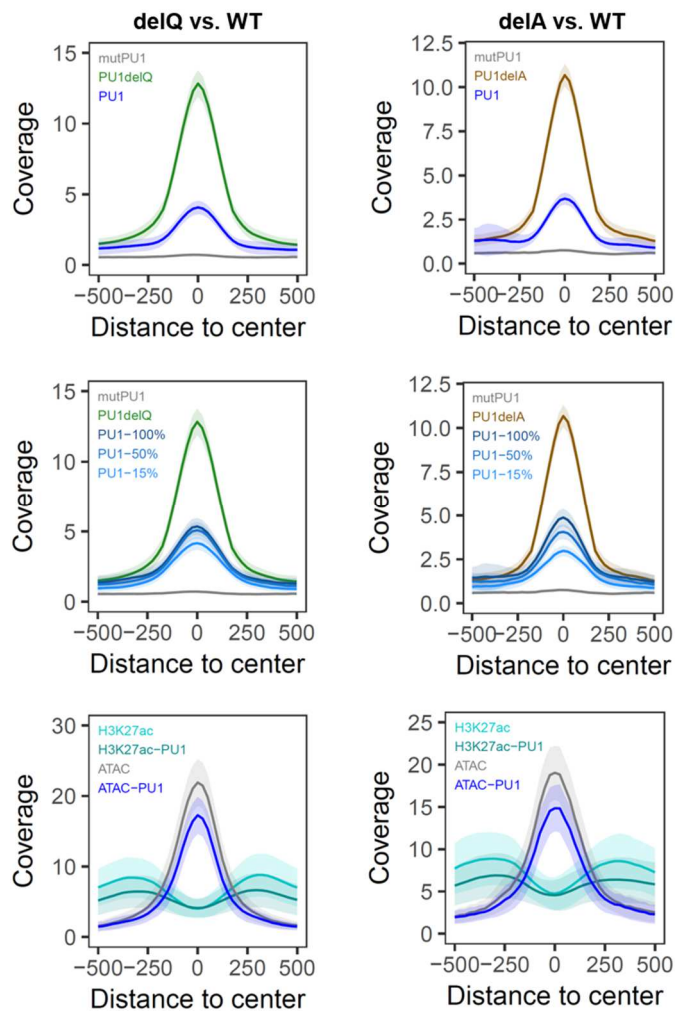 delQ vs. WT
delA vs. WT
mutPU1
PU1delQ
PU1
15
10
5
0
Coverage
−500 −250 0 250 500
Distance to center
mutPU1
PU1delA
PU1
12.5
10.0
7.5
5.0
2.5
0.0
Coverage
−500 −250 0 250 500
Distance to center
mutPU1
PU1delQ
PU1−100%
PU1−50%
PU1−15%
15
10
5
0
Coverage
−500 −250 0 250 500
Distance to center
mutPU1
PU1delA
PU1−100%
PU1−50%
PU1−15%
12.5
10.0
7.5
5.0
2.5
0.0
Coverage
−500 −250 0 250 500
Distance to center
H3K27ac
H3K27ac−PU1
ATAC
ATAC−PU1
30
20
10
0
Coverage
−500 −250 0 250 500
Distance to center
H3K27ac
H3K27ac−PU1
ATAC
ATAC−PU1
25
20
15
10
5
0
Coverage
−500 −250 0 250 500
Distance to center